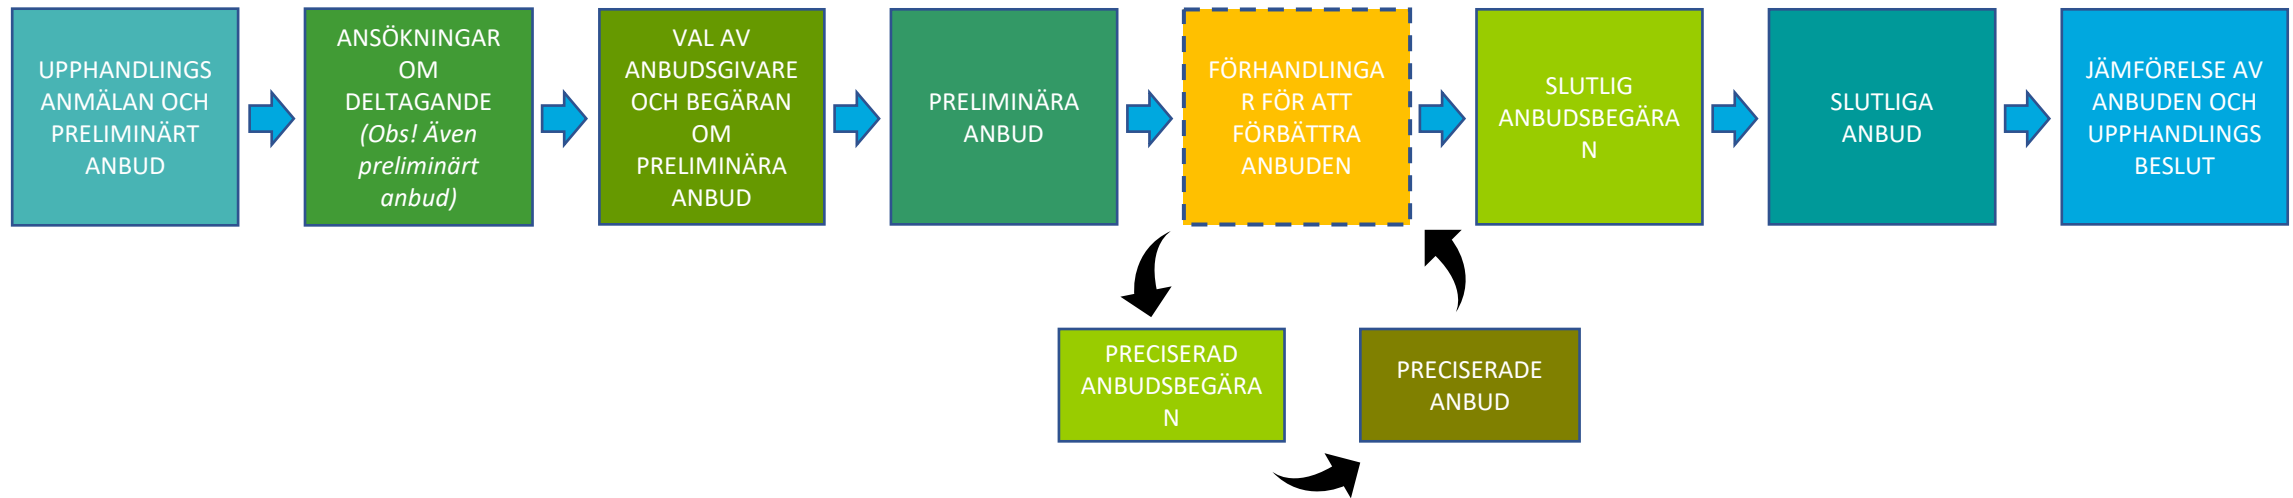 UPPHANDLINGS
ANMÄLAN OCH
PRELIMINÄRT
ANBUD
ANSÖKNINGAR
OM
DELTAGANDE
(Obs! Även
preliminärt
anbud)
VAL AV
ANBUDSGIVARE
OCH BEGÄRAN
OM
PRELIMINÄRA
ANBUD
PRELIMINÄRA
ANBUD
FÖRHANDLINGA
R FÖR ATT
FÖRBÄTTRA
ANBUDEN
SLUTLIG
ANBUDSBEGÄRA
N
SLUTLIGA
ANBUD
JÄMFÖRELSE AV
ANBUDEN OCH
UPPHANDLINGS
BESLUT
PRECISERAD
ANBUDSBEGÄRA
N
PRECISERADE
ANBUD